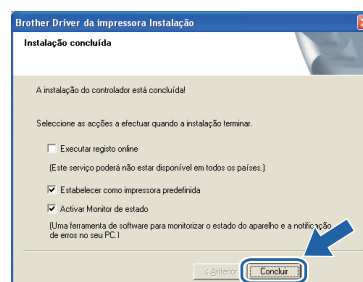 Brother Driver da impressora Instalação
Instalação concluída
A instalação do controlador está concluída!
Seleccione as acções a efectuar quando a instalação terminar.
Executar registo online
(Este serviço poderá não estar disponível em todos os países.)
Estabelecer como impressora predefinida
Activar Monitor de estado
(Uma ferramenta de software para monitorizar o estado do aparelho e a notificação
de erros no seu PC.)
< Anterior Concluir